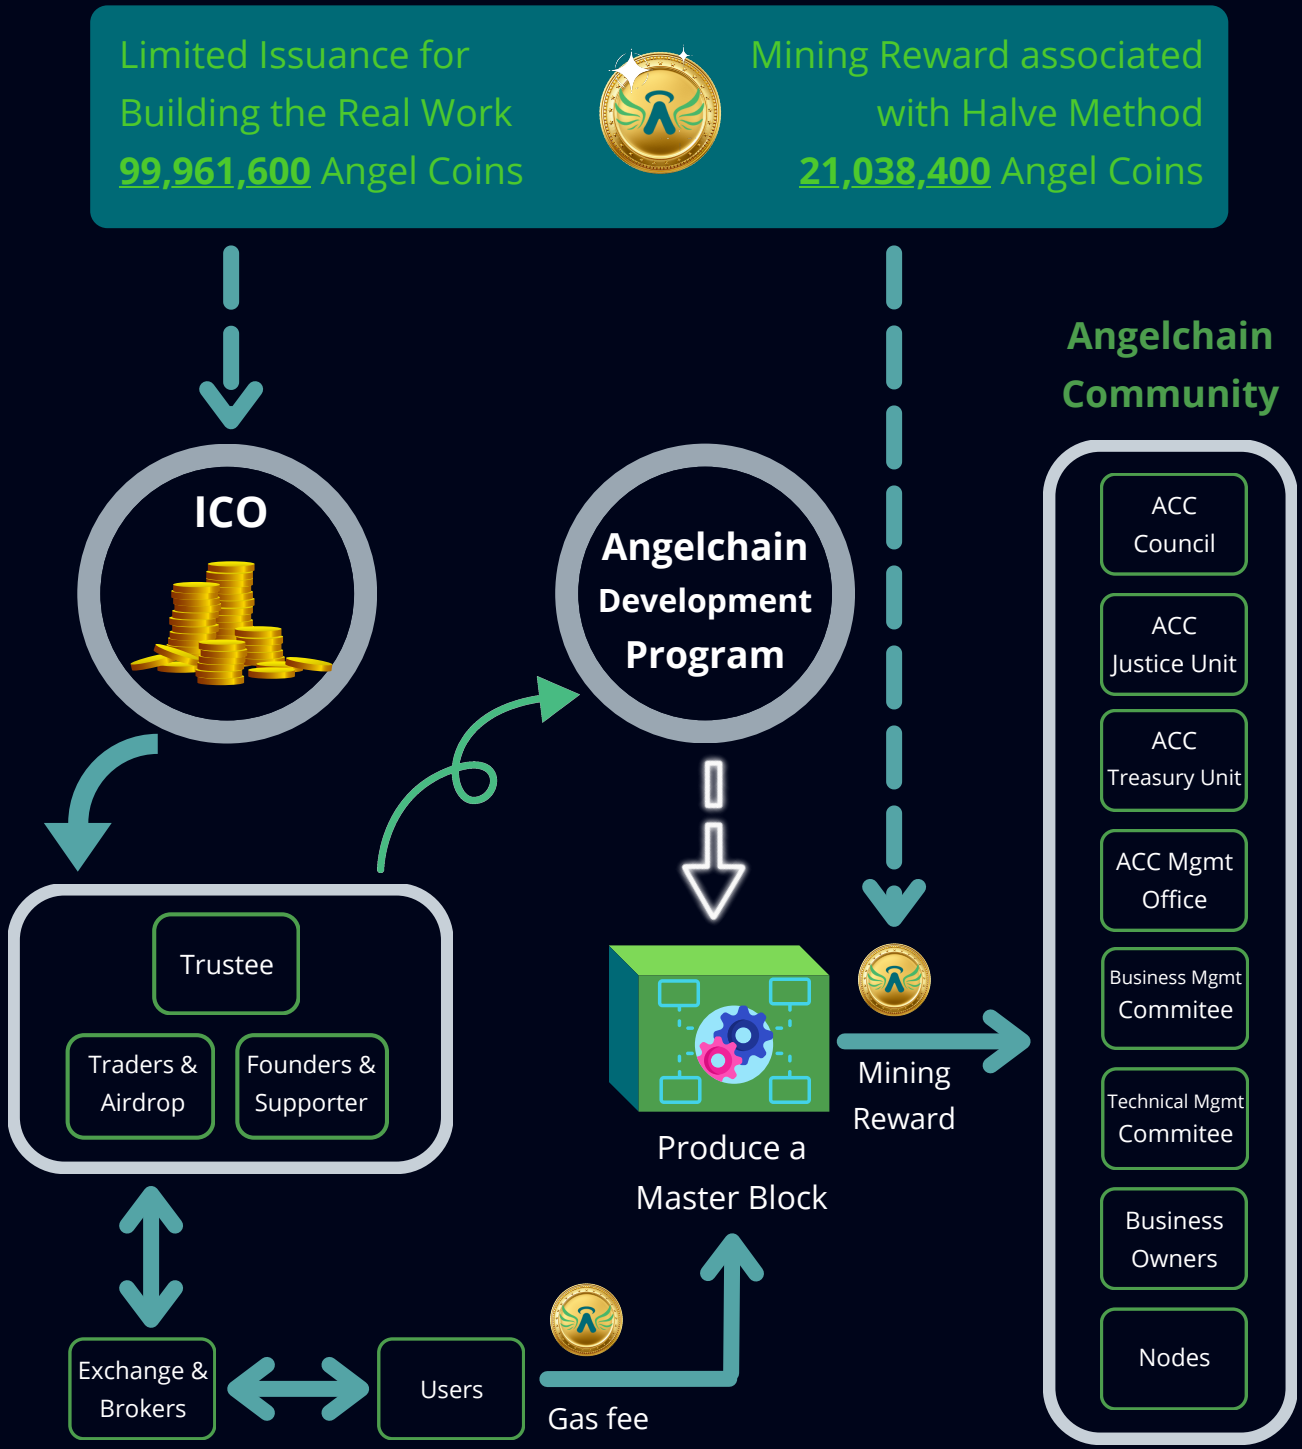 Limited Issuance for
Building the Real Work
99,961,600 Angel Coins
Mining Reward associated
with Halve Method
21,038,400 Angel Coins
Angelchain
Community
ICO
Angelchain
Development
Program
ACC
Council
ACC
Justice Unit
ACC
Treasury Unit
ACC Mgmt
Office
Business Mgmt
Commitee
Technical Mgmt
Commitee
Business
Owners
Nodes
Trustee
Traders &
Airdrop
Founders &
Supporter
Mining
Reward
Produce a
Master Block
Exchange &
Brokers
Users
Gas fee